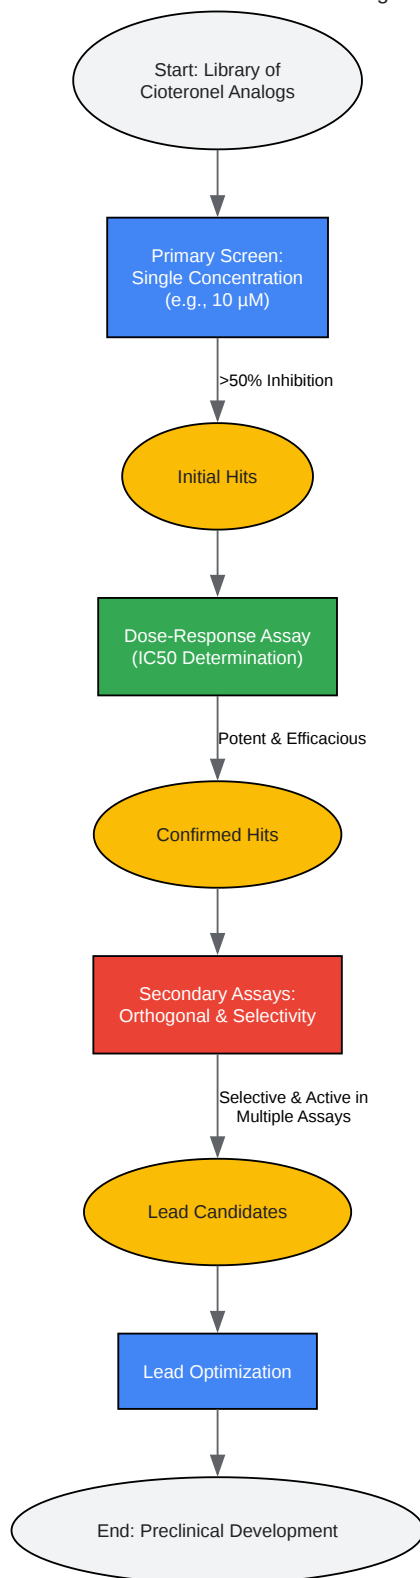 Start: Library of
Cioteronel Analogs
Primary Screen:
Single Concentration
(e.g., 10 µM)
>50% Inhibition
Initial Hits
Dose-Response Assay
(IC50 Determination)
Potent & Efficacious
Confirmed Hits
Secondary Assays:
Orthogonal & Selectivity
Selective & Active in
Multiple Assays
Lead Candidates
Lead Optimization
End: Preclinical Development